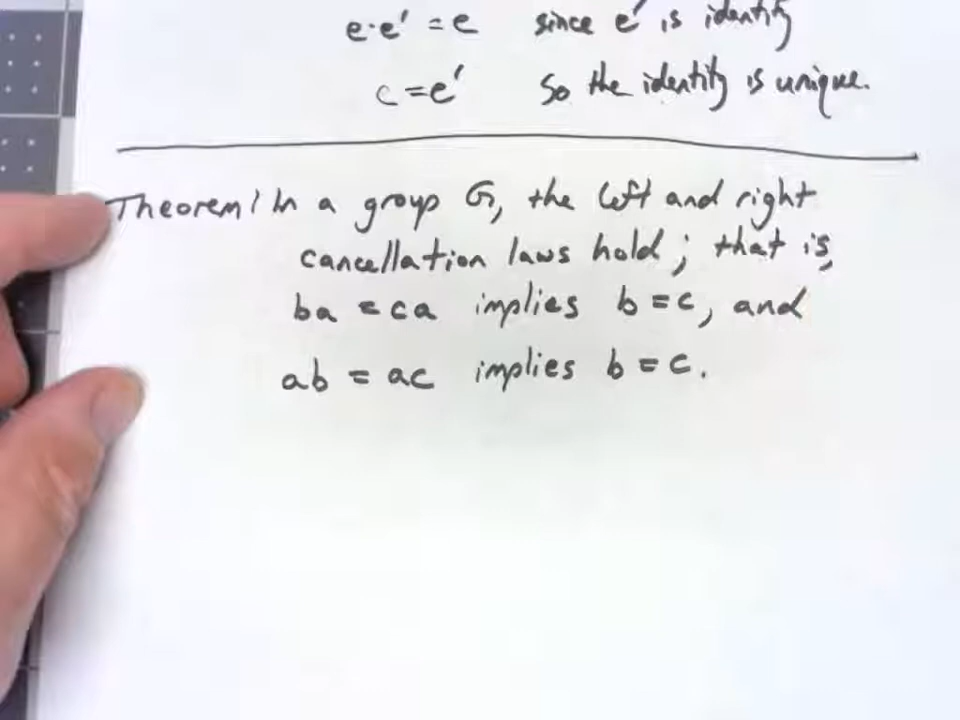 e·e' = e since e' is identity
e = e' So the identity is unique.
Theorem: In a group G, the left and right
cancellation laws hold; that is,
ba = ca implies b = c, and
ab = ac implies b = c.